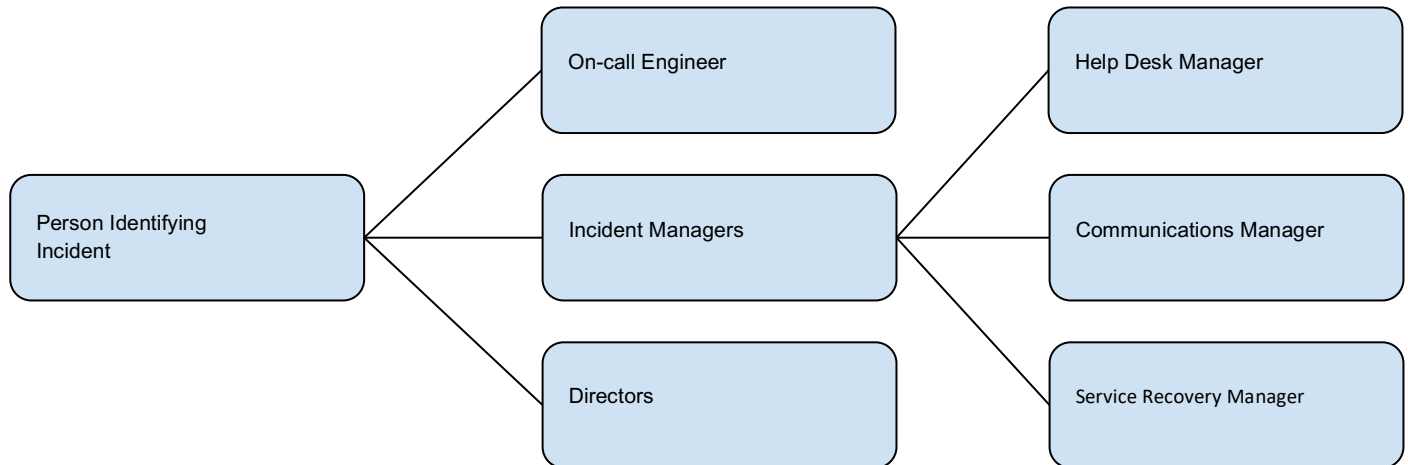 On-call Engineer
Help Desk Manager
Person Identifying
Incident
Incident Managers
Communications Manager
Directors
Service Recovery Manager